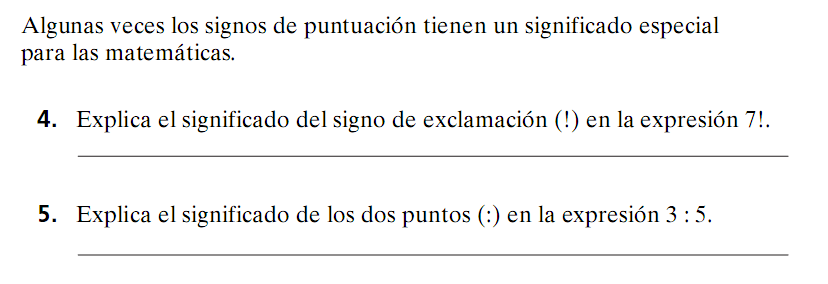 Algunas veces los signos de puntuación tienen un significado especial
para las matemáticas.
4. Explica el significado del signo de exclamación (!) en la expresión 7!.
5. Explica el significado de los dos puntos (:) en la expresión 3 : 5.